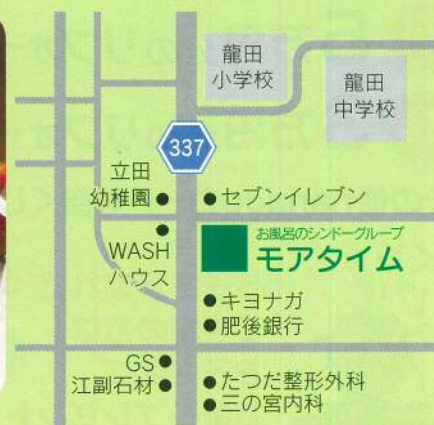 龍田
小学校
龍田
中学校
337
立田
幼稚園
セブンイレブン
WASH
ハウス
お風呂のシンドーグループ
モアタイム
キヨナガ
肥後銀行
GS
江副石材
たつだ整形外科
三の宮内科